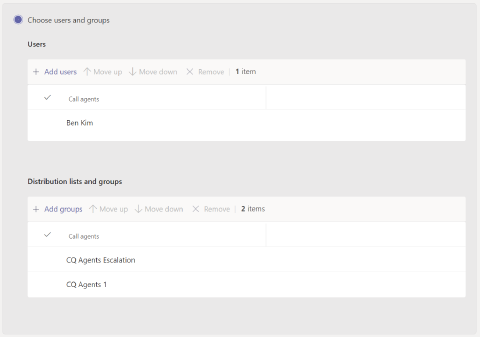 Choose users and groups
Users
+ Add users ↑ Move up ↓ Move down × Remove | 1 item
Call agents
Ben Kim
Distribution lists and groups
+ Add groups ↑ Move up ↓ Move down × Remove | 2 items
Call agents
CQ Agents Escalation
CQ Agents 1